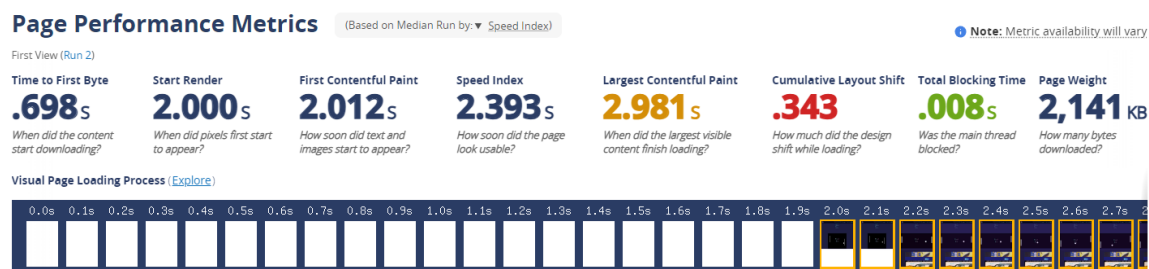 Page Performance Metrics (Based on Median Run by: ▼ Speed Index)
Note: Metric availability will vary
First View (Run 2)
Time to First Byte Start Render First Contentful Paint Speed Index Largest Contentful Paint Cumulative Layout Shift Total Blocking Time Page Weight
.698s 2.000s 2.012s 2.393s 2.981s .343 .008s 2,141 KB
When did the content When did pixels first start How soon did text and How soon did the page When did the largest visible How much did the design Was the main thread How many bytes
start downloading? to appear? images start to appear? look usable? content finish loading? shift while loading? blocked? downloaded?
Visual Page Loading Process (Explore)
0.0s 0.1s 0.2s 0.3s 0.4s 0.5s 0.6s 0.7s 0.8s 0.9s 1.0s 1.1s 1.2s 1.3s 1.4s 1.5s 1.6s 1.7s 1.8s 1.9s 2.0s 2.1s 2.2s 2.3s 2.4s 2.5s 2.6s 2.7s